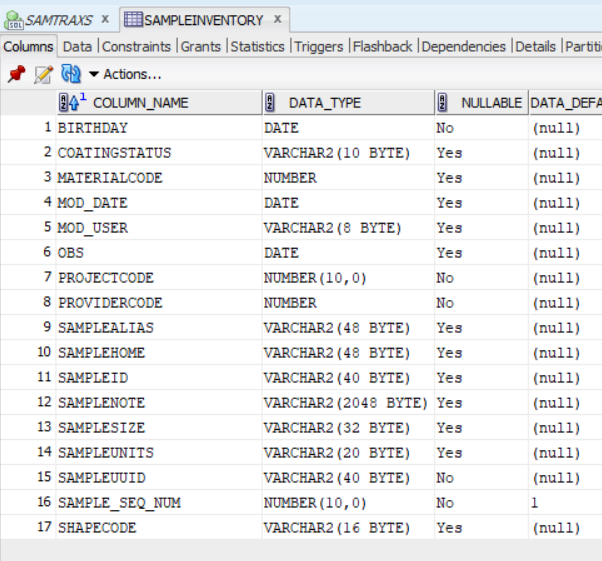 SAMTRAXS x SAMPLEINVENTORY x
Columns Data Constraints Grants Statistics Triggers Flashback Dependencies Details Partiti
Actions...
1 COLUMN_NAME DATA_TYPE NULLABLE DATA_DEFA
1 BIRTHDAY DATE No (null)
2 COATINGSTATUS VARCHAR2(10 BYTE) Yes (null)
3 MATERIALCODE NUMBER Yes (null)
4 MOD_DATE DATE Yes (null)
5 MOD_USER VARCHAR2(8 BYTE) Yes (null)
6 OBS DATE Yes (null)
7 PROJECTCODE NUMBER(10,0) No (null)
8 PROVIDERCODE NUMBER No (null)
9 SAMPLEALIAS VARCHAR2(48 BYTE) Yes (null)
10 SAMPLEHOME VARCHAR2(48 BYTE) Yes (null)
11 SAMPLEID VARCHAR2(40 BYTE) Yes (null)
12 SAMPLENOTE VARCHAR2(2048 BYTE) Yes (null)
13 SAMPLESIZE VARCHAR2(32 BYTE) Yes (null)
14 SAMPLEUNITS VARCHAR2(20 BYTE) Yes (null)
15 SAMPLEUUID VARCHAR2(40 BYTE) No (null)
16 SAMPLE_SEQ_NUM NUMBER(10,0) No 1
17 SHAPECODE VARCHAR2(16 BYTE) Yes (null)